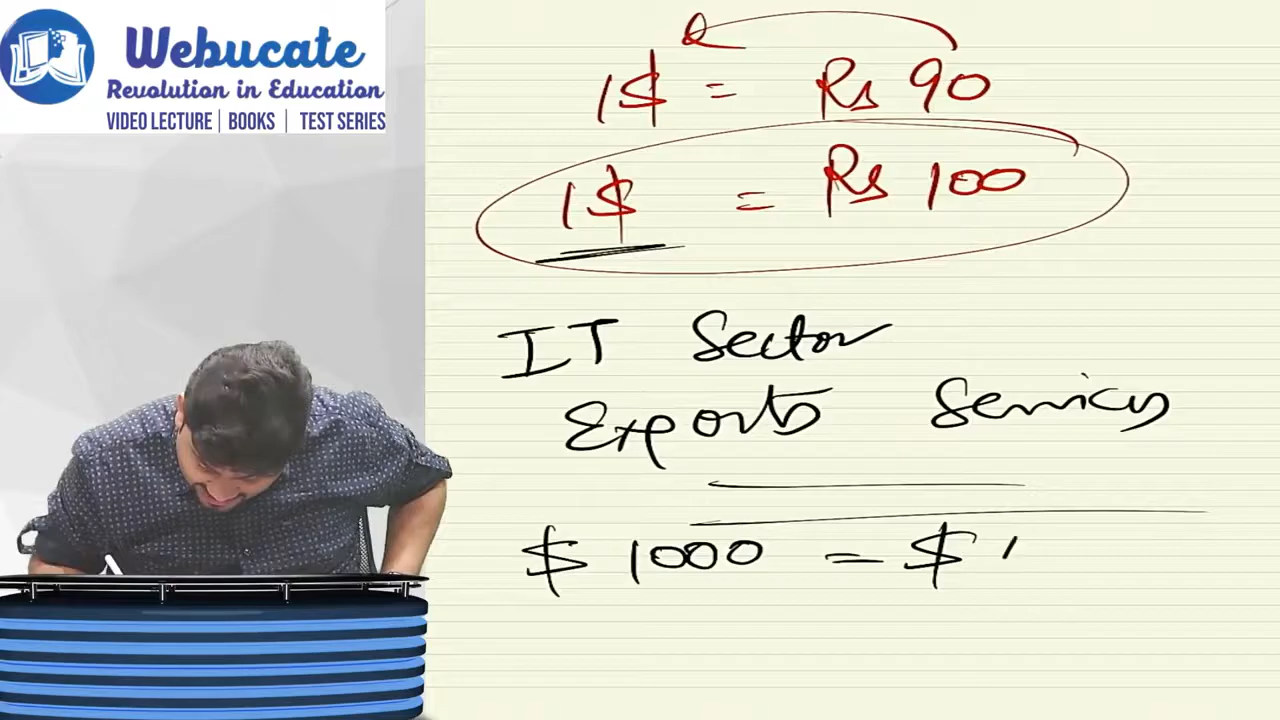 Webucate
Revolution in Education
VIDEO LECTURE | BOOKS | TEST SERIES
1$ = Rs 90
1$ = Rs 100
IT Sector
Exports Services
$ 1000 = $ 1